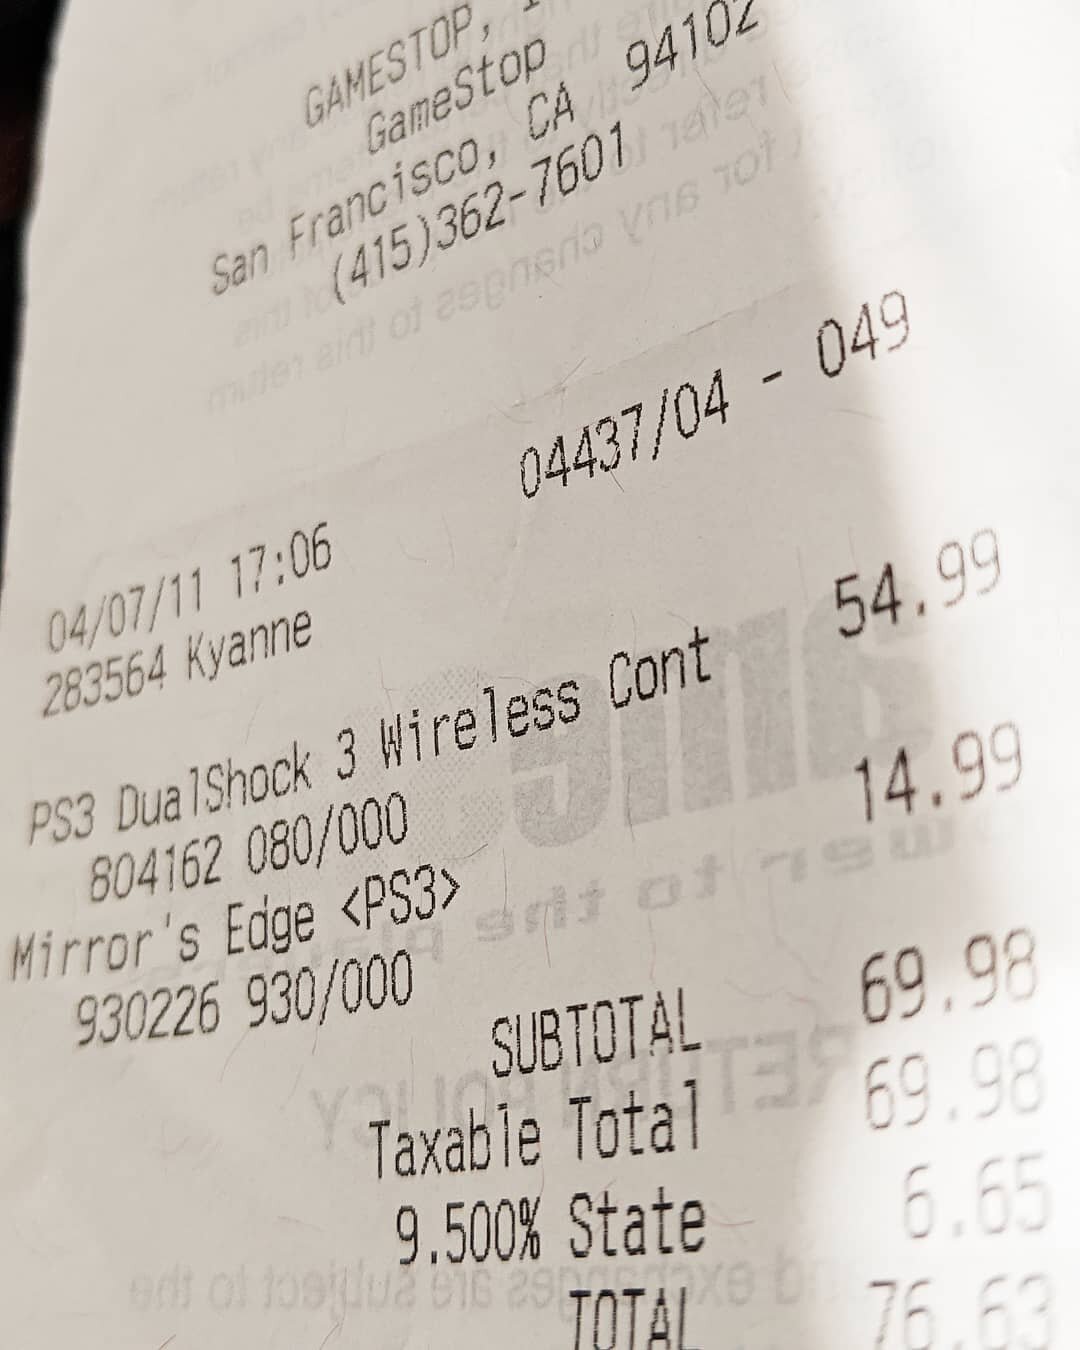 GAMESTOP,
GameStop
San Francisco, CA 94102
(415)362-7601
04437/04 - 049
04/07/11 17:06
283564 Kyanne
PS3 DualShock 3 Wireless Cont 54.99
804162 080/000
Mirror's Edge <PS3> 14.99
930226 930/000
SUBTOTAL 69.98
Taxable Total 69.98
9.500% State 6.65
TOTAL 76.63